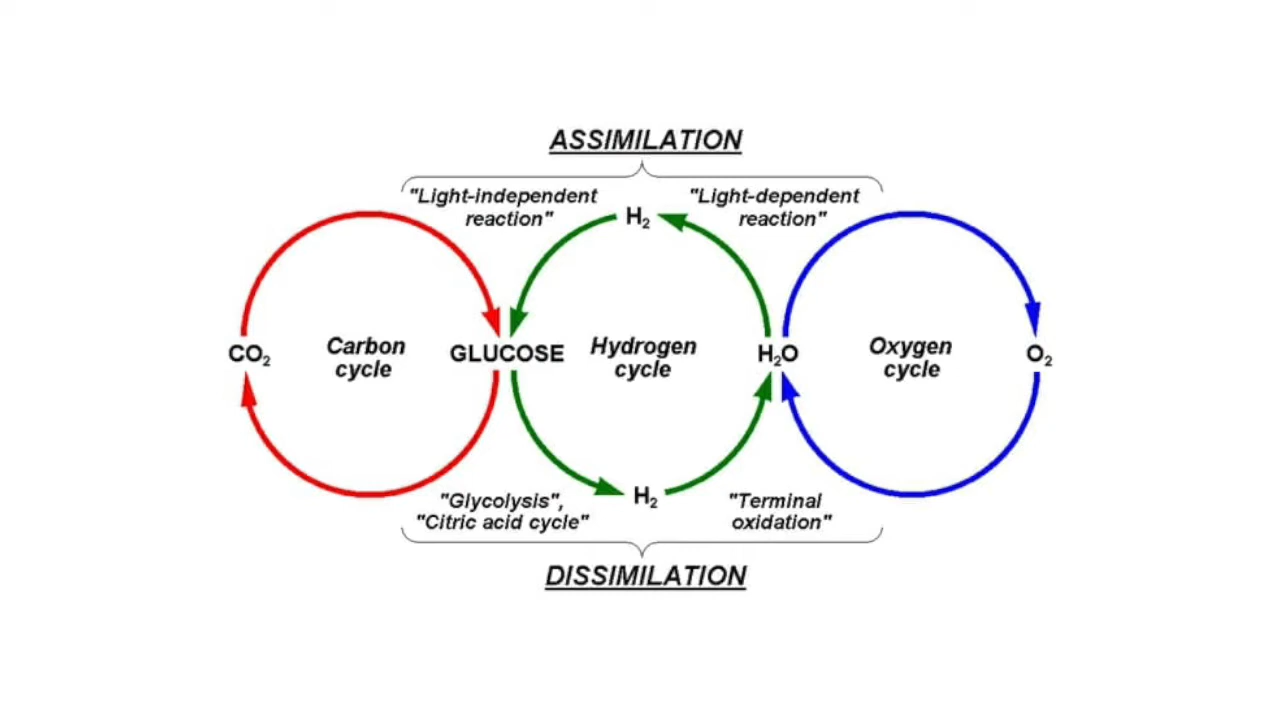 ASSIMILATION
"Light-independent
reaction"
"Light-dependent
reaction"
H₂
CO₂
Carbon
cycle
GLUCOSE
Hydrogen
cycle
H₂O
Oxygen
cycle
O₂
"Glycolysis",
"Citric acid cycle"
H₂
"Terminal
oxidation"
DISSIMILATION